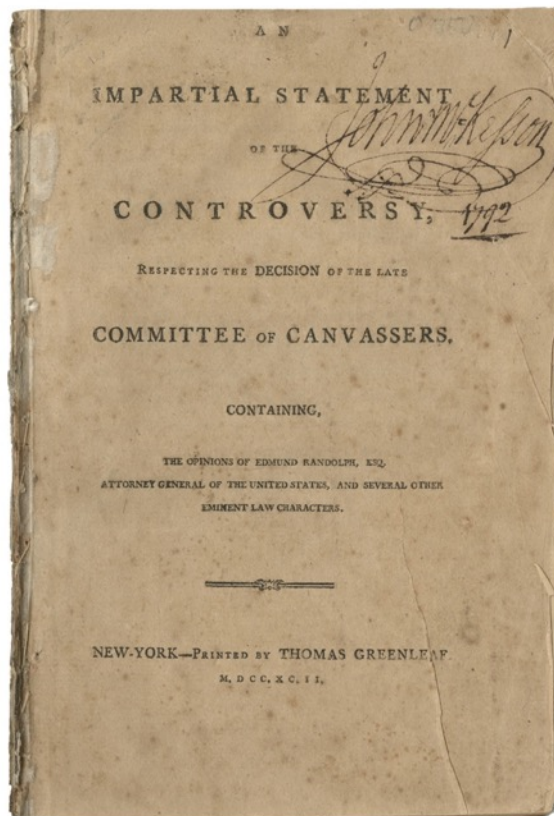 AN
IMPARTIAL STATEMENT
OF THE
John McKesson
CONTROVERSY,
1792
RESPECTING THE DECISION OF THE LATE
COMMITTEE OF CANVASSERS.
CONTAINING,
THE OPINIONS OF EDMUND RANDOLPH, ESQ.
ATTORNEY GENERAL OF THE UNITED STATES, AND SEVERAL OTHER
EMINENT LAW CHARACTERS.
NEW-YORK—PRINTED BY THOMAS GREENLEAF.
M,DCC,XC,II.